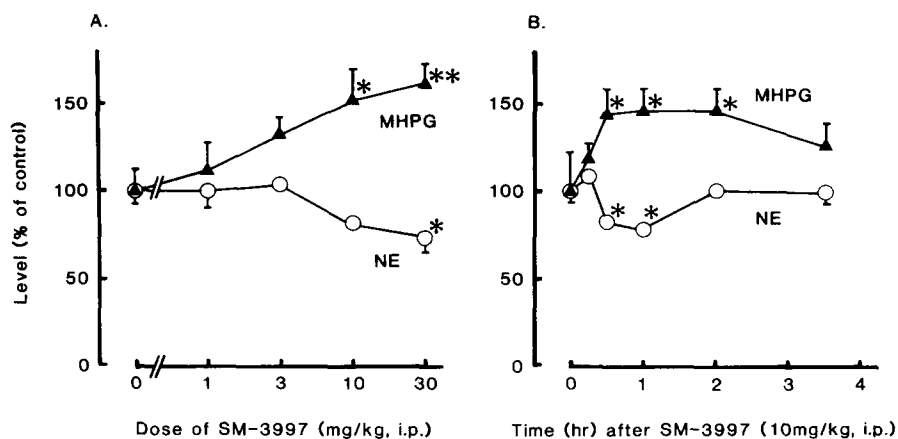 A.
Level (% of control)
150
100
50
0
MHPG
NE
*
**
*
0
1
3
10
30
Dose of SM-3997 (mg/kg, i.p.)
B.
150
100
50
0
MHPG
NE
*
*
*
*
*
0
1
2
3
4
Time (hr) after SM-3997 (10mg/kg, i.p.)